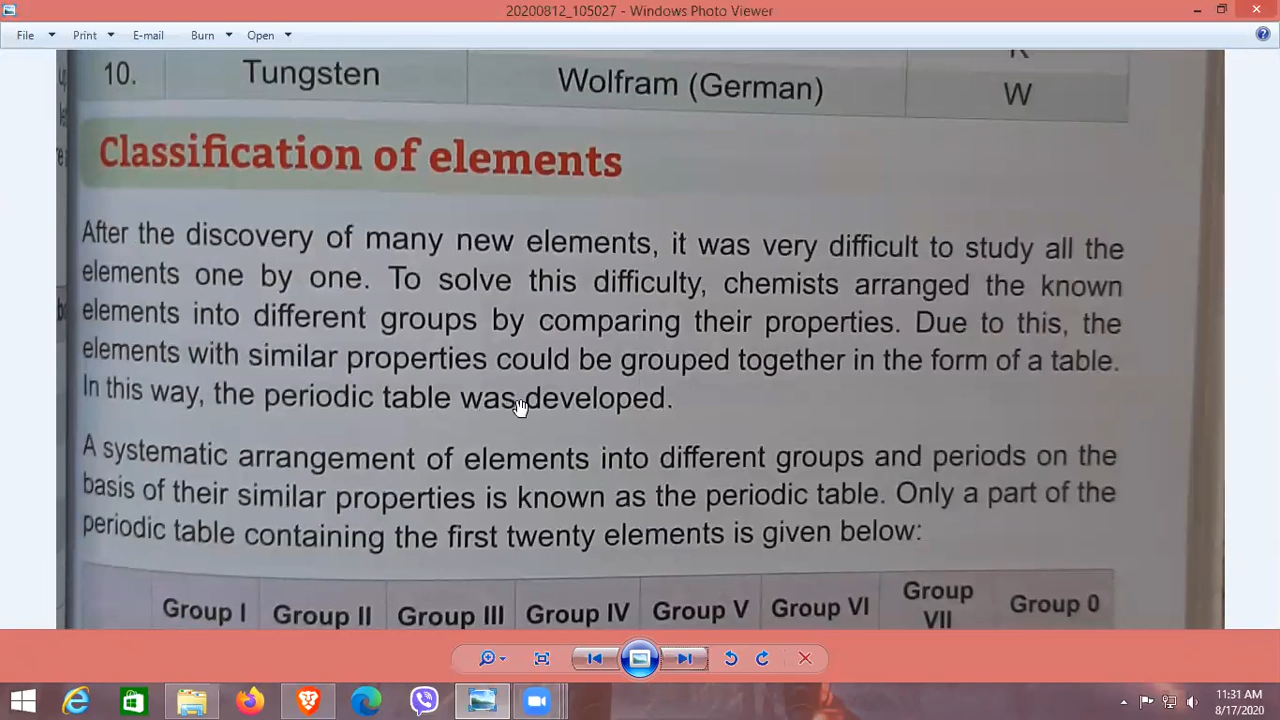 20200812_105027 - Windows Photo Viewer
File Print E-mail Burn Open
10. Tungsten Wolfram (German) W
Classification of elements
After the discovery of many new elements, it was very difficult to study all the
elements one by one. To solve this difficulty, chemists arranged the known
elements into different groups by comparing their properties. Due to this, the
elements with similar properties could be grouped together in the form of a table.
In this way, the periodic table was developed.
A systematic arrangement of elements into different groups and periods on the
basis of their similar properties is known as the periodic table. Only a part of the
periodic table containing the first twenty elements is given below:
Group I Group II Group III Group IV Group V Group VI Group VII Group 0
11:31 AM
8/17/2020